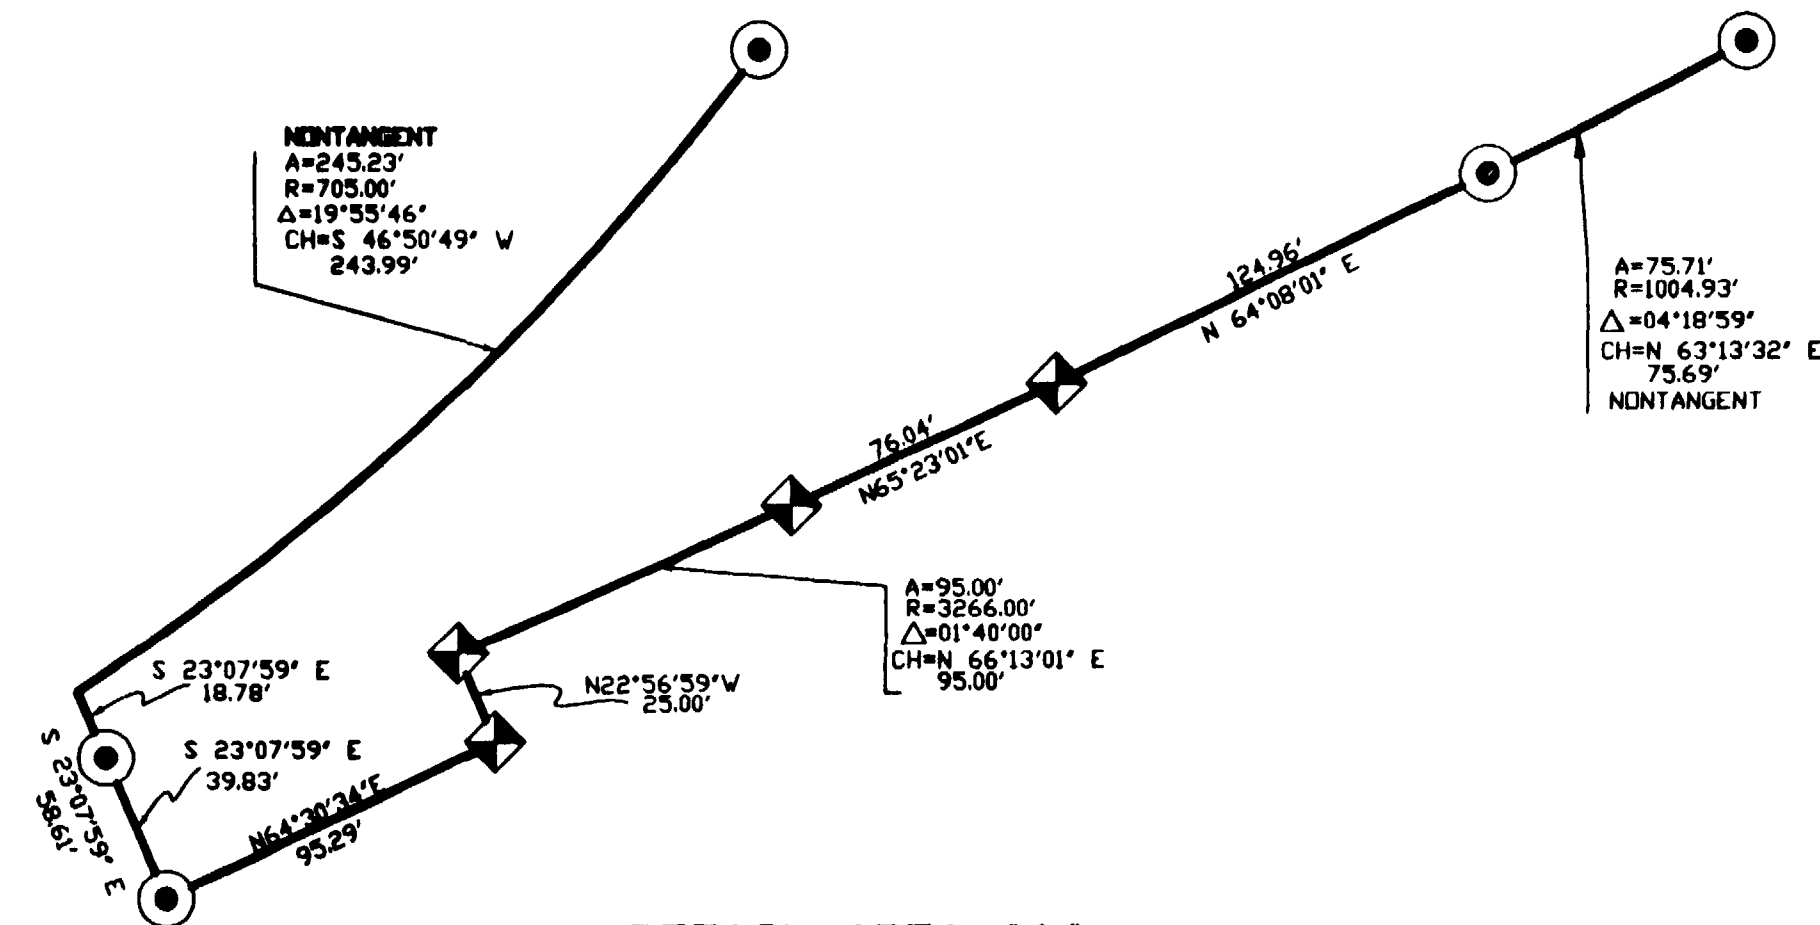 NONTANGENT
A=245.23'
R=705.00'
Δ=19°55'46"
CH=S 46°50'49" W
243.99'
124.96'
N 64°08'01" E
A=75.71'
R=1004.93'
△=04°18'59"
CH=N 63°13'32" E
75.69'
NONTANGENT
76.04'
N65°23'01"E
A=95.00'
R=3266.00'
△=01°40'00"
CH=N 66°13'01" E
95.00'
S 23°07'59" E
18.78'
N22°56'59"W
25.00'
S 23°07'59" E
39.83'
S 23°07'59" E
58.61'
N64°30'34"E
95.29'